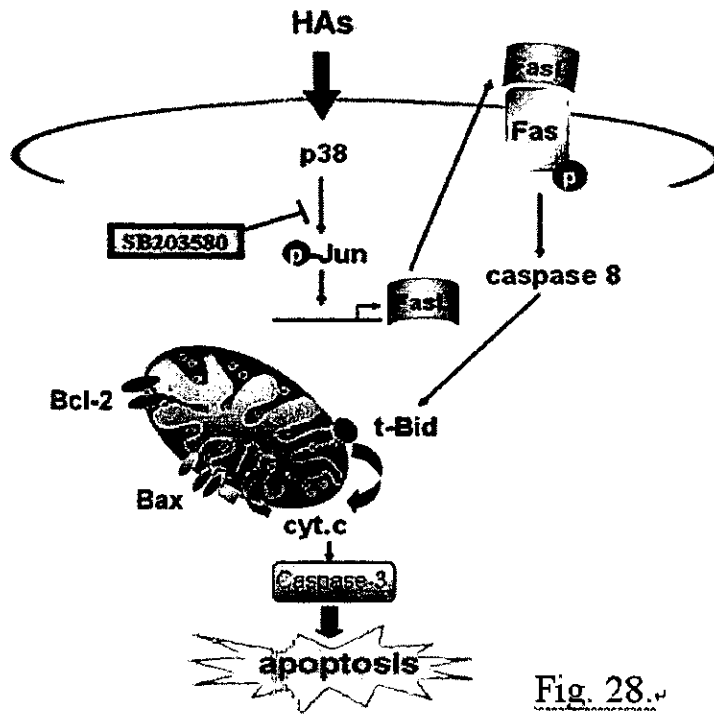 HAs
FasL
Fas
p
p38
SB203580
p-Jun
FasL
caspase 8
Bcl-2
t-Bid
Bax
cyt.c
Caspase-3
apoptosis
Fig. 28.